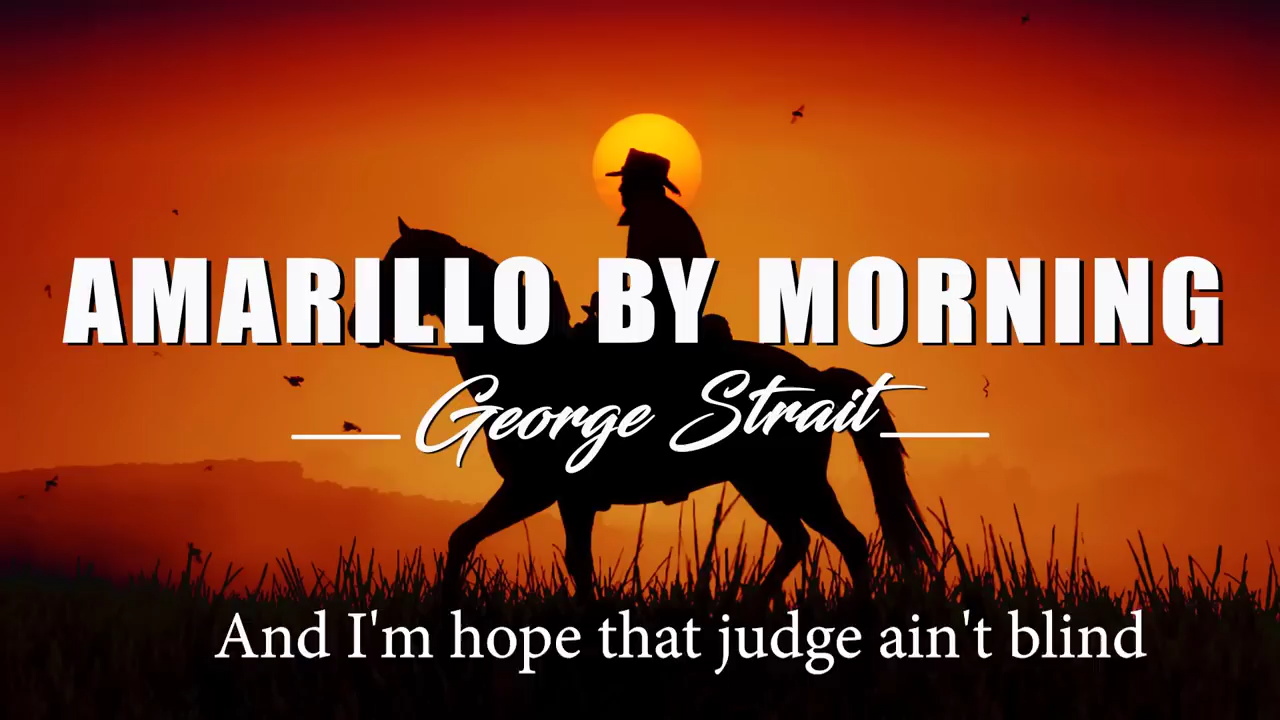 AMARILLO BY MORNING
George Strait
And I'm hope that judge ain't blind